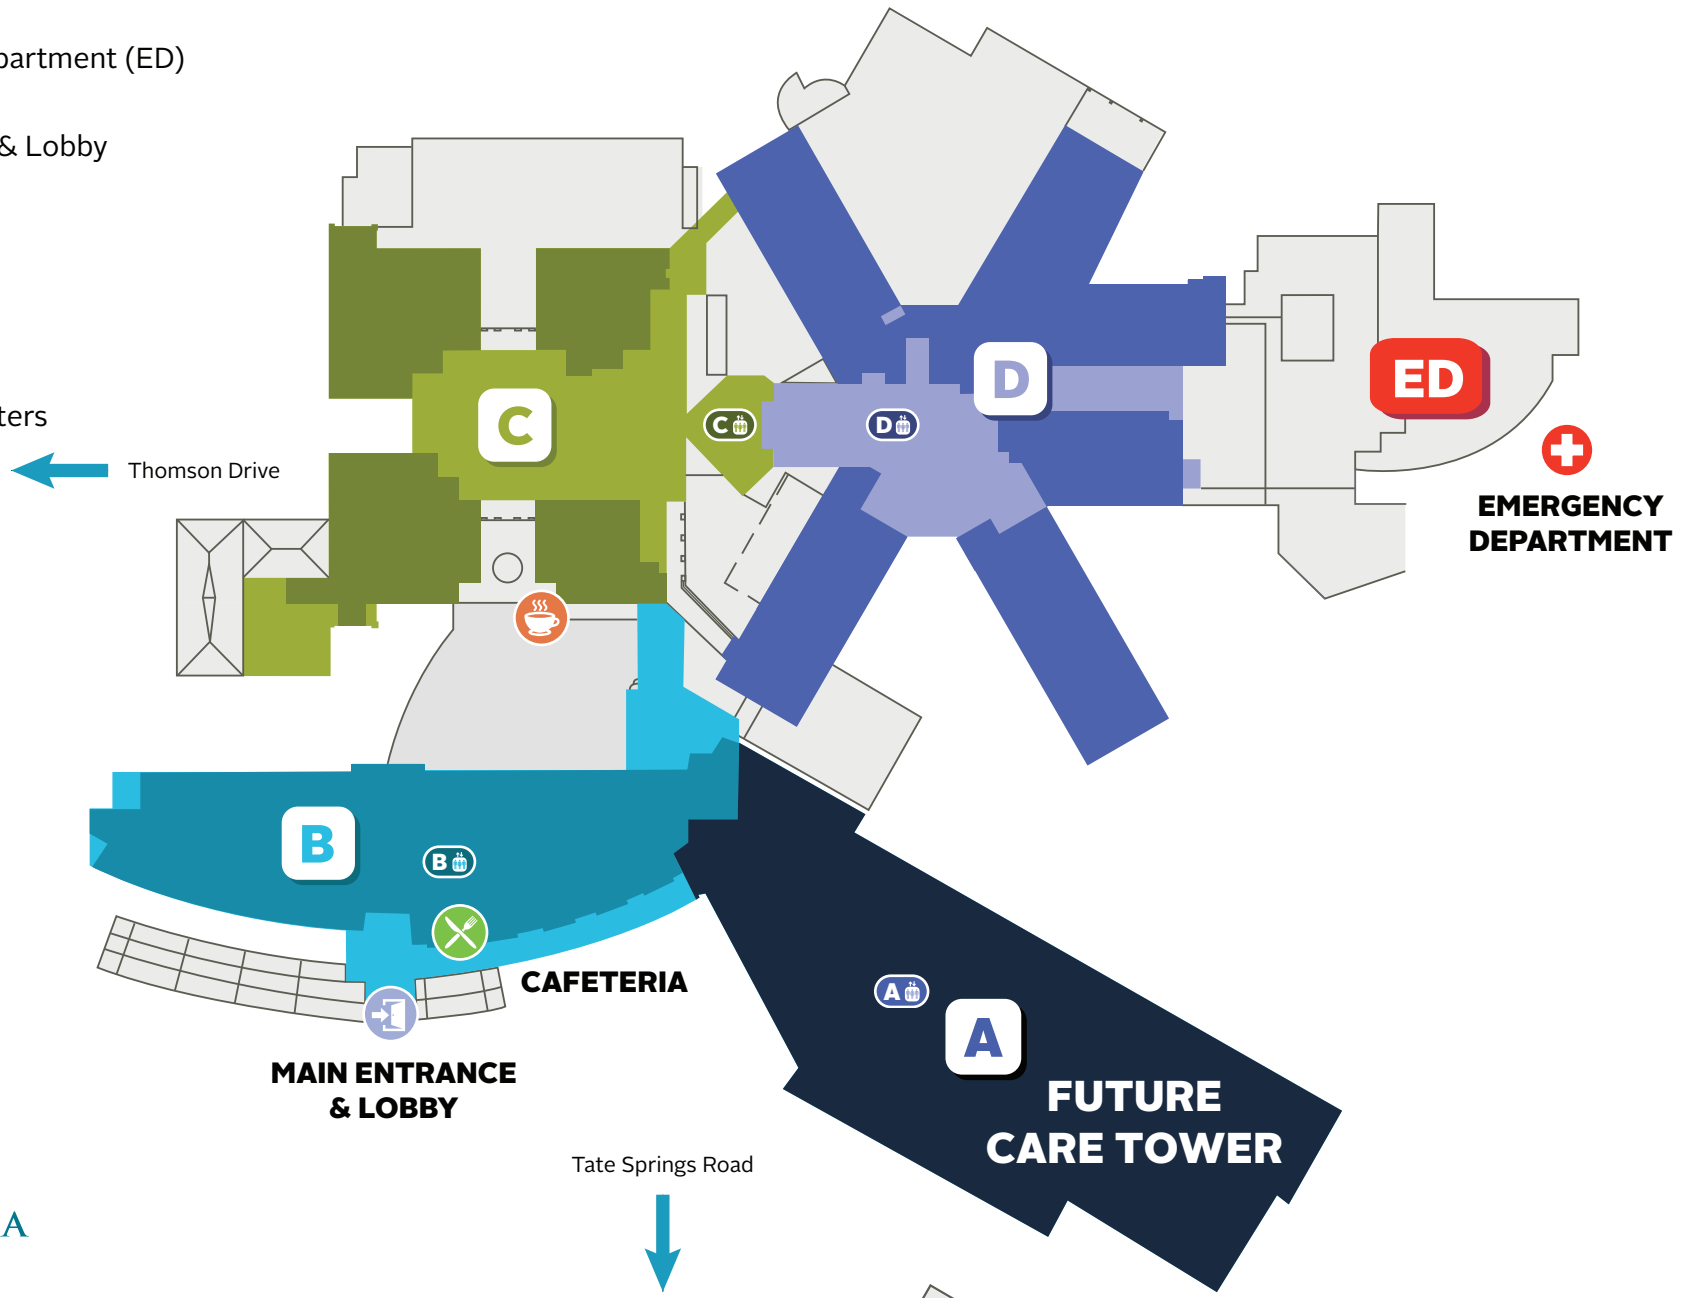 partment (ED)
& Lobby
ters
Thomson Drive
C
C
D
D
ED
EMERGENCY
DEPARTMENT
B
B
CAFETERIA
MAIN ENTRANCE
& LOBBY
A
A
FUTURE
CARE TOWER
Tate Springs Road
A